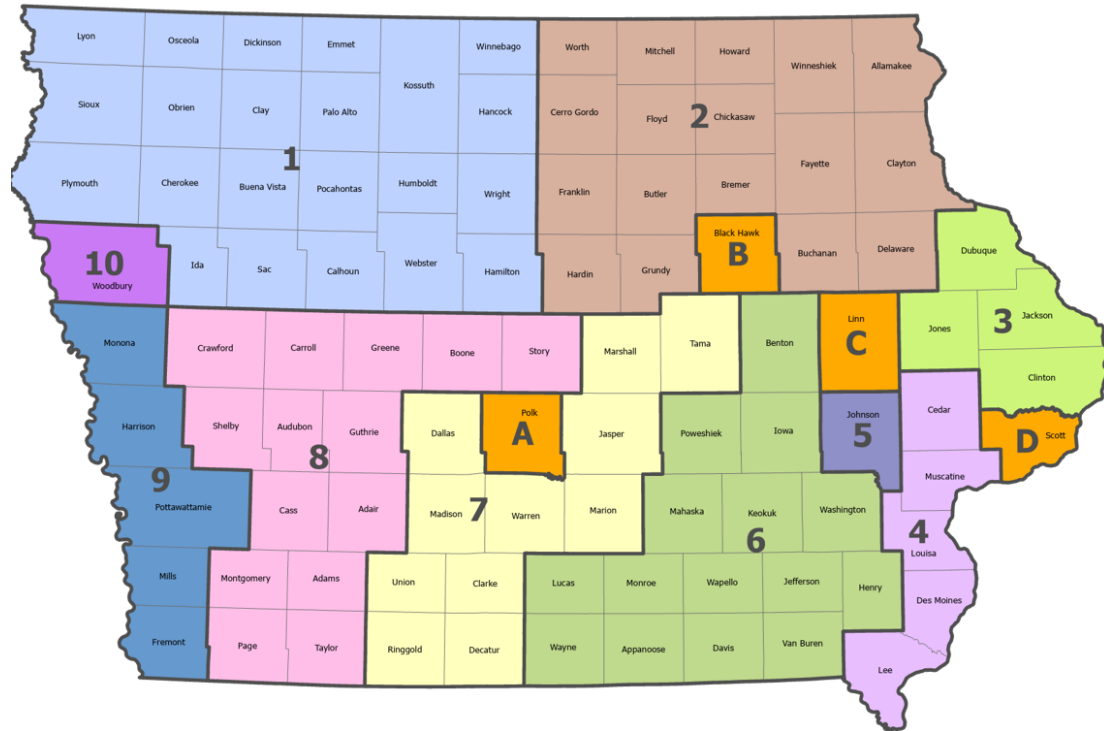 Lyon
Osceola
Dickinson
Emmet
Winnebago
Worth
Mitchell
Howard
Winneshiek
Allamakee
Kossuth
Sioux
Obrien
Clay
Palo Alto
Hancock
Cerro Gordo
Floyd
2
Chickasaw
1
Plymouth
Cherokee
Buena Vista
Pocahontas
Humboldt
Wright
Franklin
Butler
Bremer
Fayette
Clayton
10
Woodbury
Ida
Sac
Calhoun
Webster
Hamilton
Hardin
Grundy
Black Hawk
B
Buchanan
Delaware
Dubuque
Monona
Crawford
Carroll
Greene
Boone
Story
Marshall
Tama
Benton
Linn
C
Jones
3
Jackson
Clinton
Harrison
Shelby
Audubon
Guthrie
8
Dallas
Polk
A
Jasper
Poweshiek
Iowa
Johnson
5
Cedar
Scott
D
Muscatine
9
Pottawattamie
Cass
Adair
Madison
7
Warren
Marion
Mahaska
Keokuk
6
Washington
4
Louisa
Mills
Montgomery
Adams
Union
Clarke
Lucas
Monroe
Wapello
Jefferson
Henry
Des Moines
Fremont
Page
Taylor
Ringgold
Decatur
Wayne
Appanoose
Davis
Van Buren
Lee